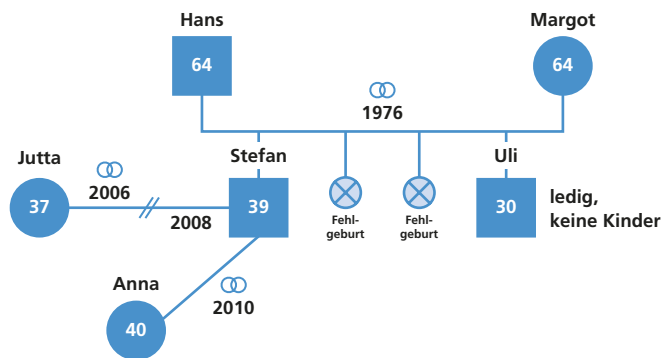 Hans
Margot
64
64
1976
Jutta
Stefan
Uli
2006
37
2008
39
Fehl-
geburt
Fehl-
geburt
30
ledig,
keine Kinder
Anna
2010
40